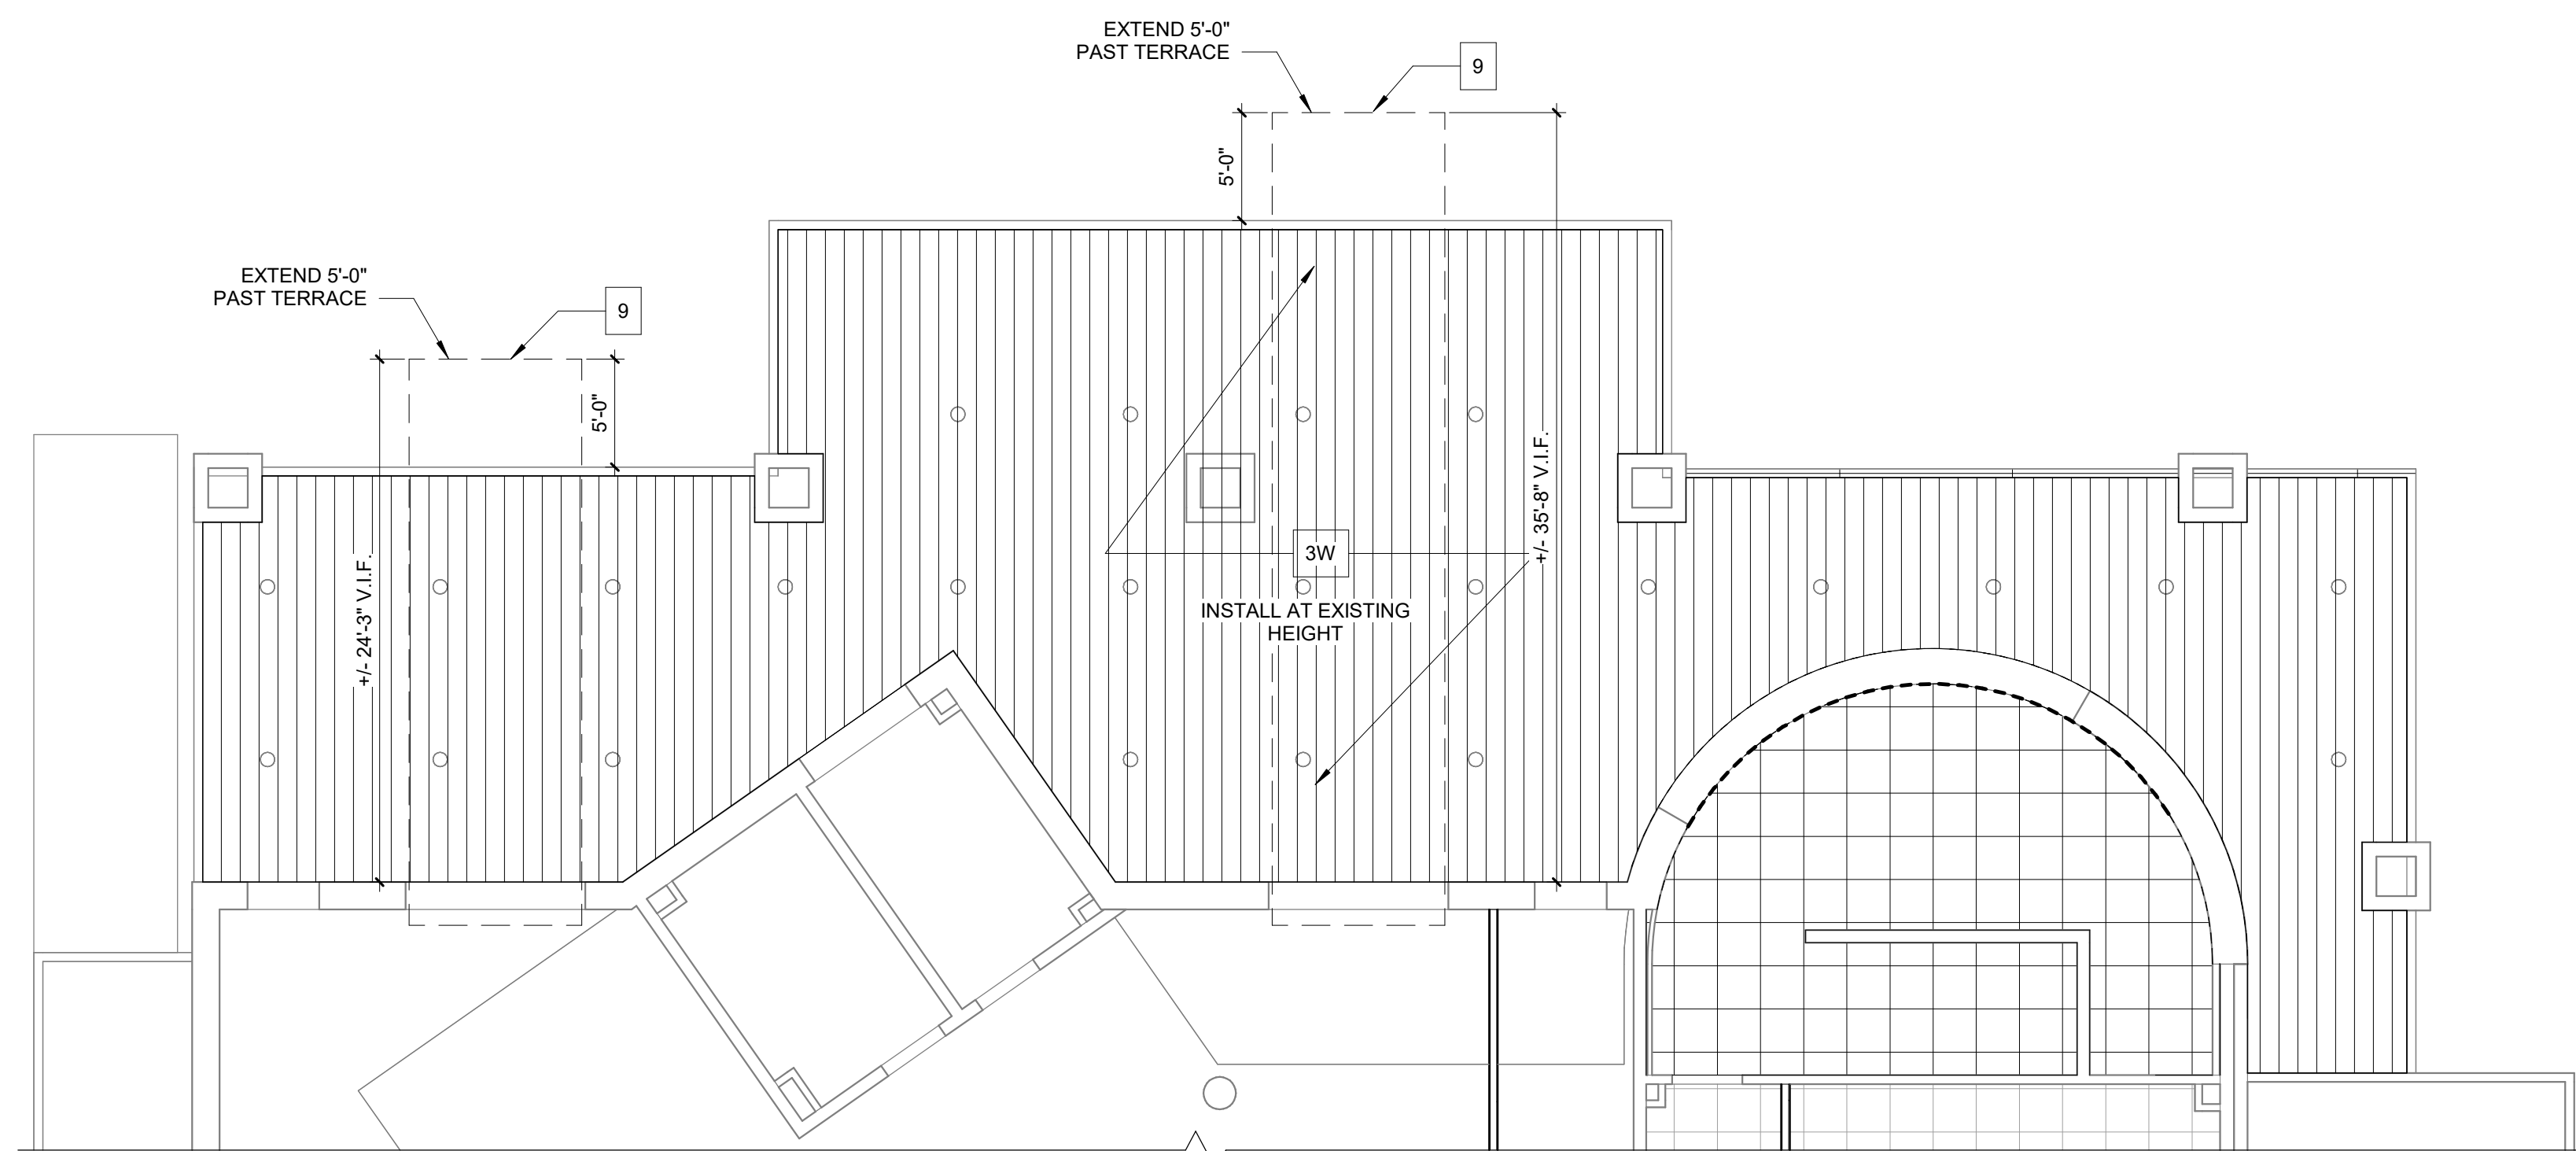 EXTEND 5'-0"
PAST TERRACE
9
5'-0"
EXTEND 5'-0"
PAST TERRACE
9
5'-0"
+/- 24'-3" V.I.F.
+/- 35'-8" V.I.F.
3W
INSTALL AT EXISTING
HEIGHT